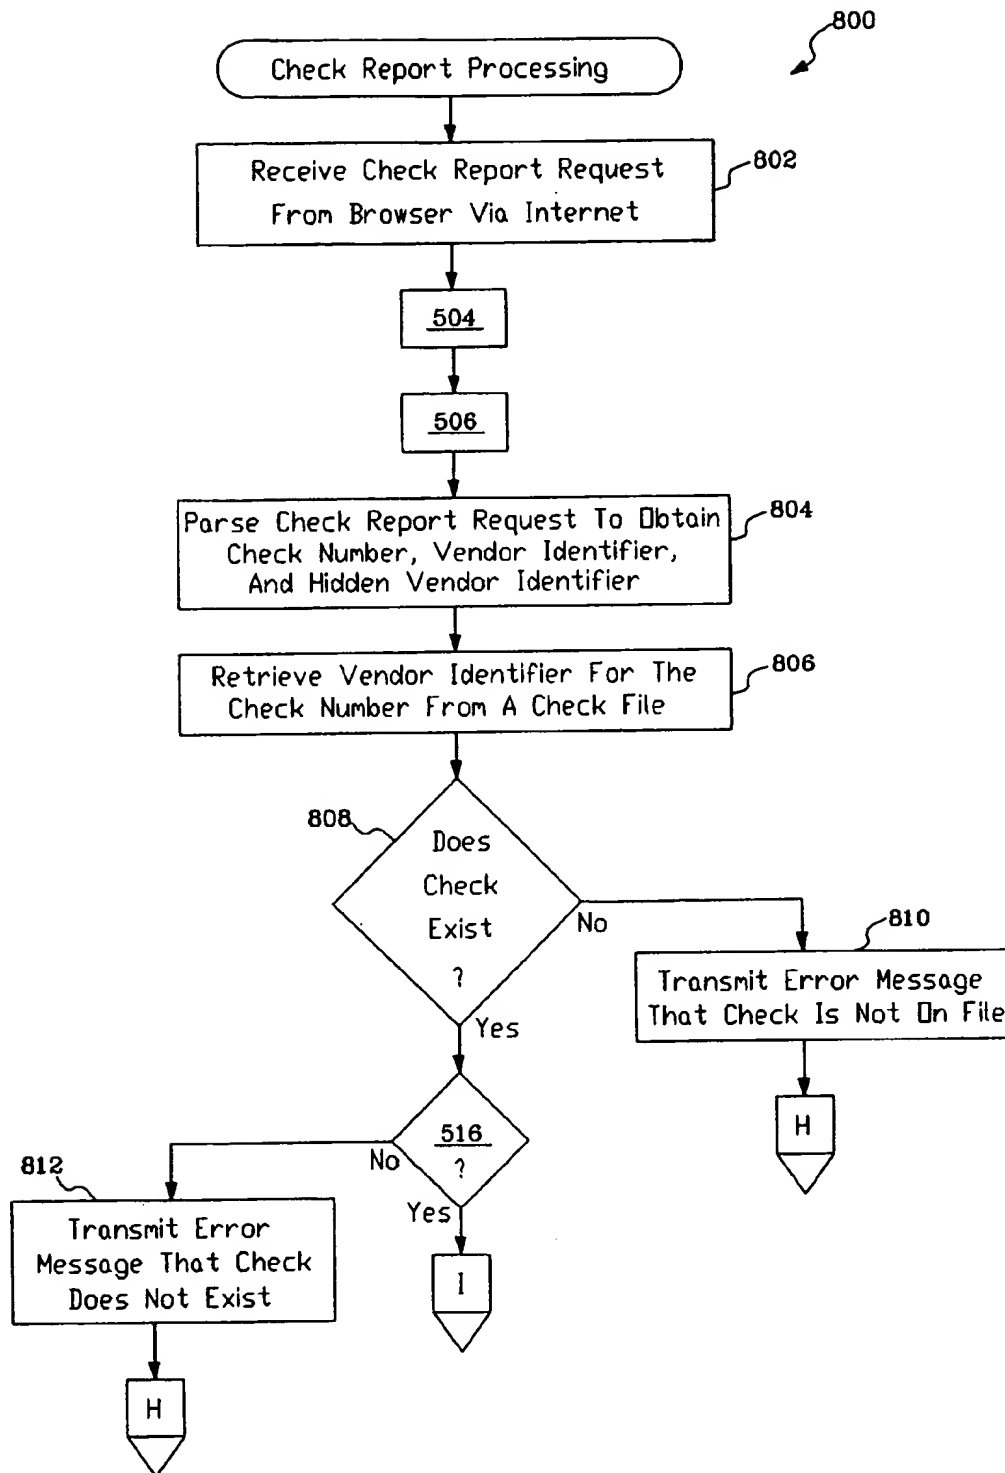 800
Check Report Processing
802
Receive Check Report Request
From Browser Via Internet
504
506
804
Parse Check Report Request To Obtain
Check Number, Vendor Identifier,
And Hidden Vendor Identifier
806
Retrieve Vendor Identifier For The
Check Number From A Check File
808
Does
Check
Exist
?
No
Yes
810
Transmit Error Message
That Check Is Not On File
H
516
?
No
Yes
812
Transmit Error
Message That Check
Does Not Exist
I
H